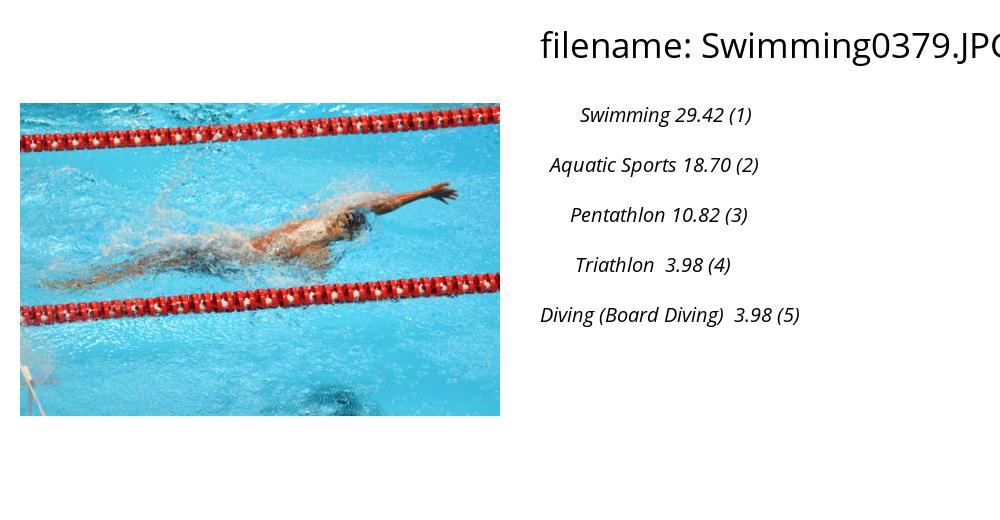 filename: Swimming0379.JPG
Swimming 29.42 (1)
Aquatic Sports 18.70 (2)
Pentathlon 10.82 (3)
Triathlon 3.98 (4)
Diving (Board Diving) 3.98 (5)